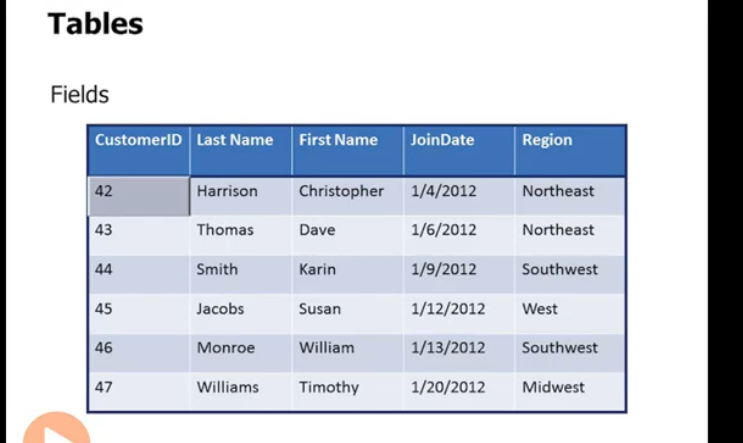 Tables
Fields
CustomerID Last Name First Name JoinDate Region
42 Harrison Christopher 1/4/2012 Northeast
43 Thomas Dave 1/6/2012 Northeast
44 Smith Karin 1/9/2012 Southwest
45 Jacobs Susan 1/12/2012 West
46 Monroe William 1/13/2012 Southwest
47 Williams Timothy 1/20/2012 Midwest